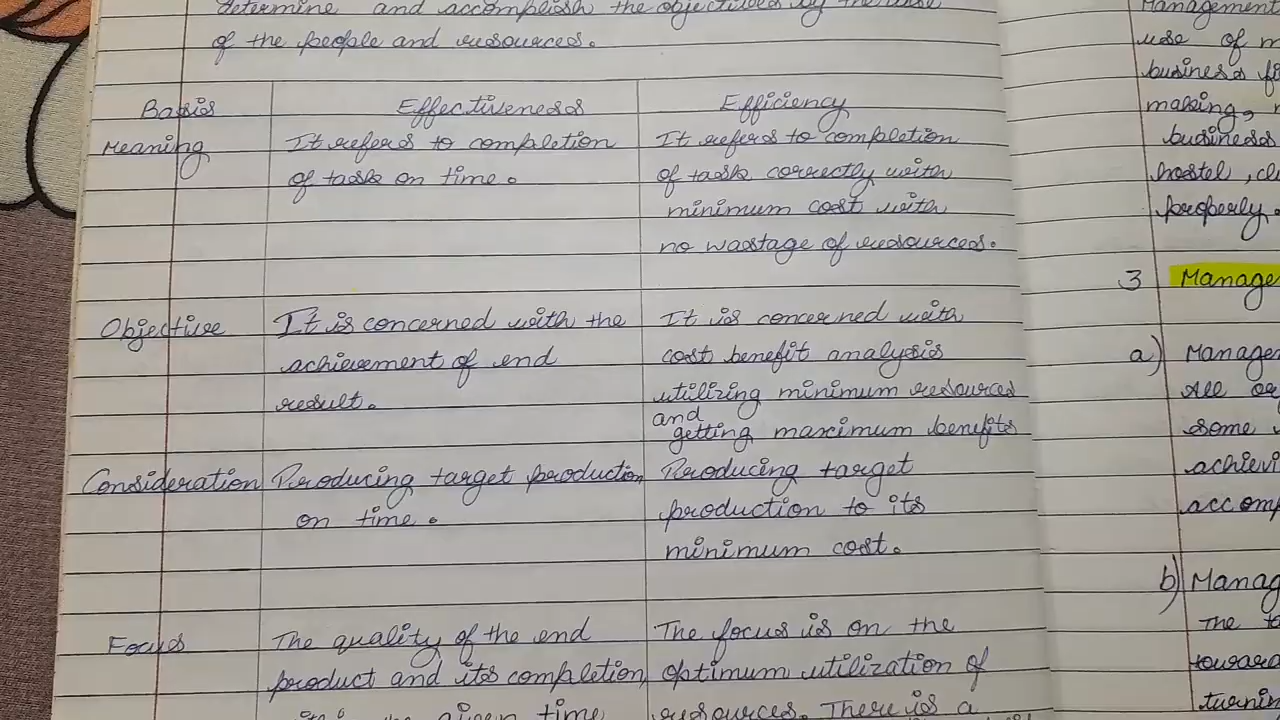 determine and accomplish the objectives by the use
of the people and resources.
Basis Effectiveness Efficiency
Meaning It refers to completion It refers to completion
of task on time. of task correctly with
minimum cost with
no wastage of resources.
Objective It is concerned with the It is concerned with
achievement of end cost benefit analysis
result. utilizing minimum resources
and
getting maximum benefits
Consideration Producing target production Producing target
on time. production to its
minimum cost.
Focus The quality of the end The focus is on the
product and its completion optimum utilization of
given time resources. There is a
Management
use of
business
making,
business
hostel,
properly.
3 Manage
a) Manage
All
some
achievi
accomp
b) Manag
The
toward
turnin